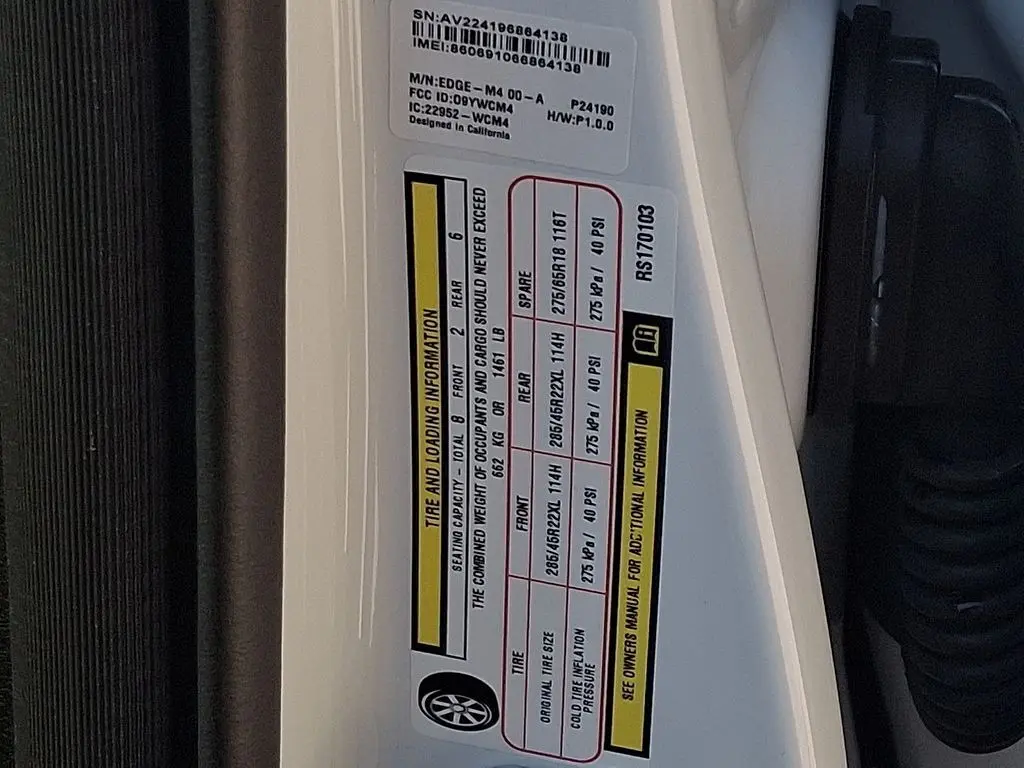 SN:AV224196864138
IMEI:860691066864138
M/N:EDGE-M4 00-A P24190
FCC ID:O9YWCM4 H/W:P1.0.0
IC:22952-WCM4
Designed in California
TIRE AND LOADING INFORMATION
SEATING CAPACITY - TOTAL 8 FRONT 2 REAR 6
THE COMBINED WEIGHT OF OCCUPANTS AND CARGO SHOULD NEVER EXCEED
662 KG OR 1461 LB
TIRE FRONT REAR SPARE
ORIGINAL TIRE SIZE 285/45R22XL 114H 285/45R22XL 114H 275/65R18 116T
COLD TIRE INFLATION PRESSURE 275 kPa / 40 PSI 275 kPa / 40 PSI 275 kPa / 40 PSI
SEE OWNERS MANUAL FOR ADDITIONAL INFORMATION
RS170103